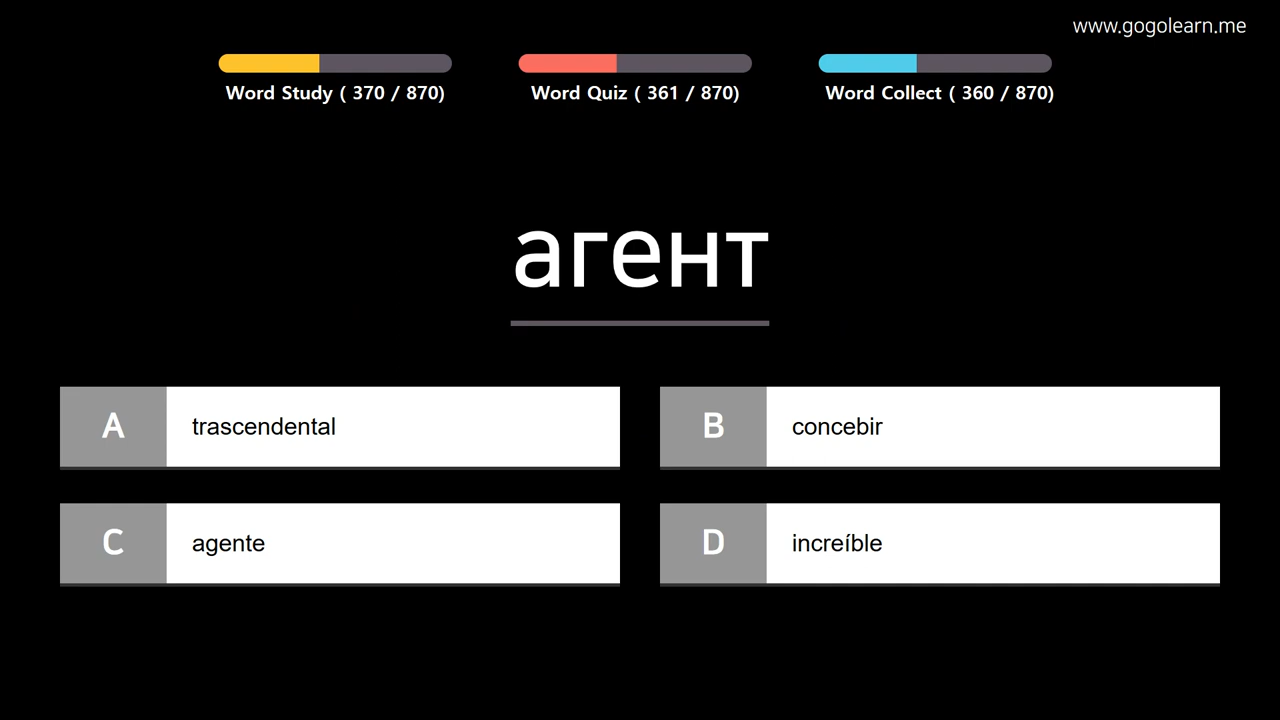 www.gogolearn.me
Word Study ( 370 / 870)
Word Quiz ( 361 / 870)
Word Collect ( 360 / 870)
агент
A trascendental
B concebir
C agente
D increíble